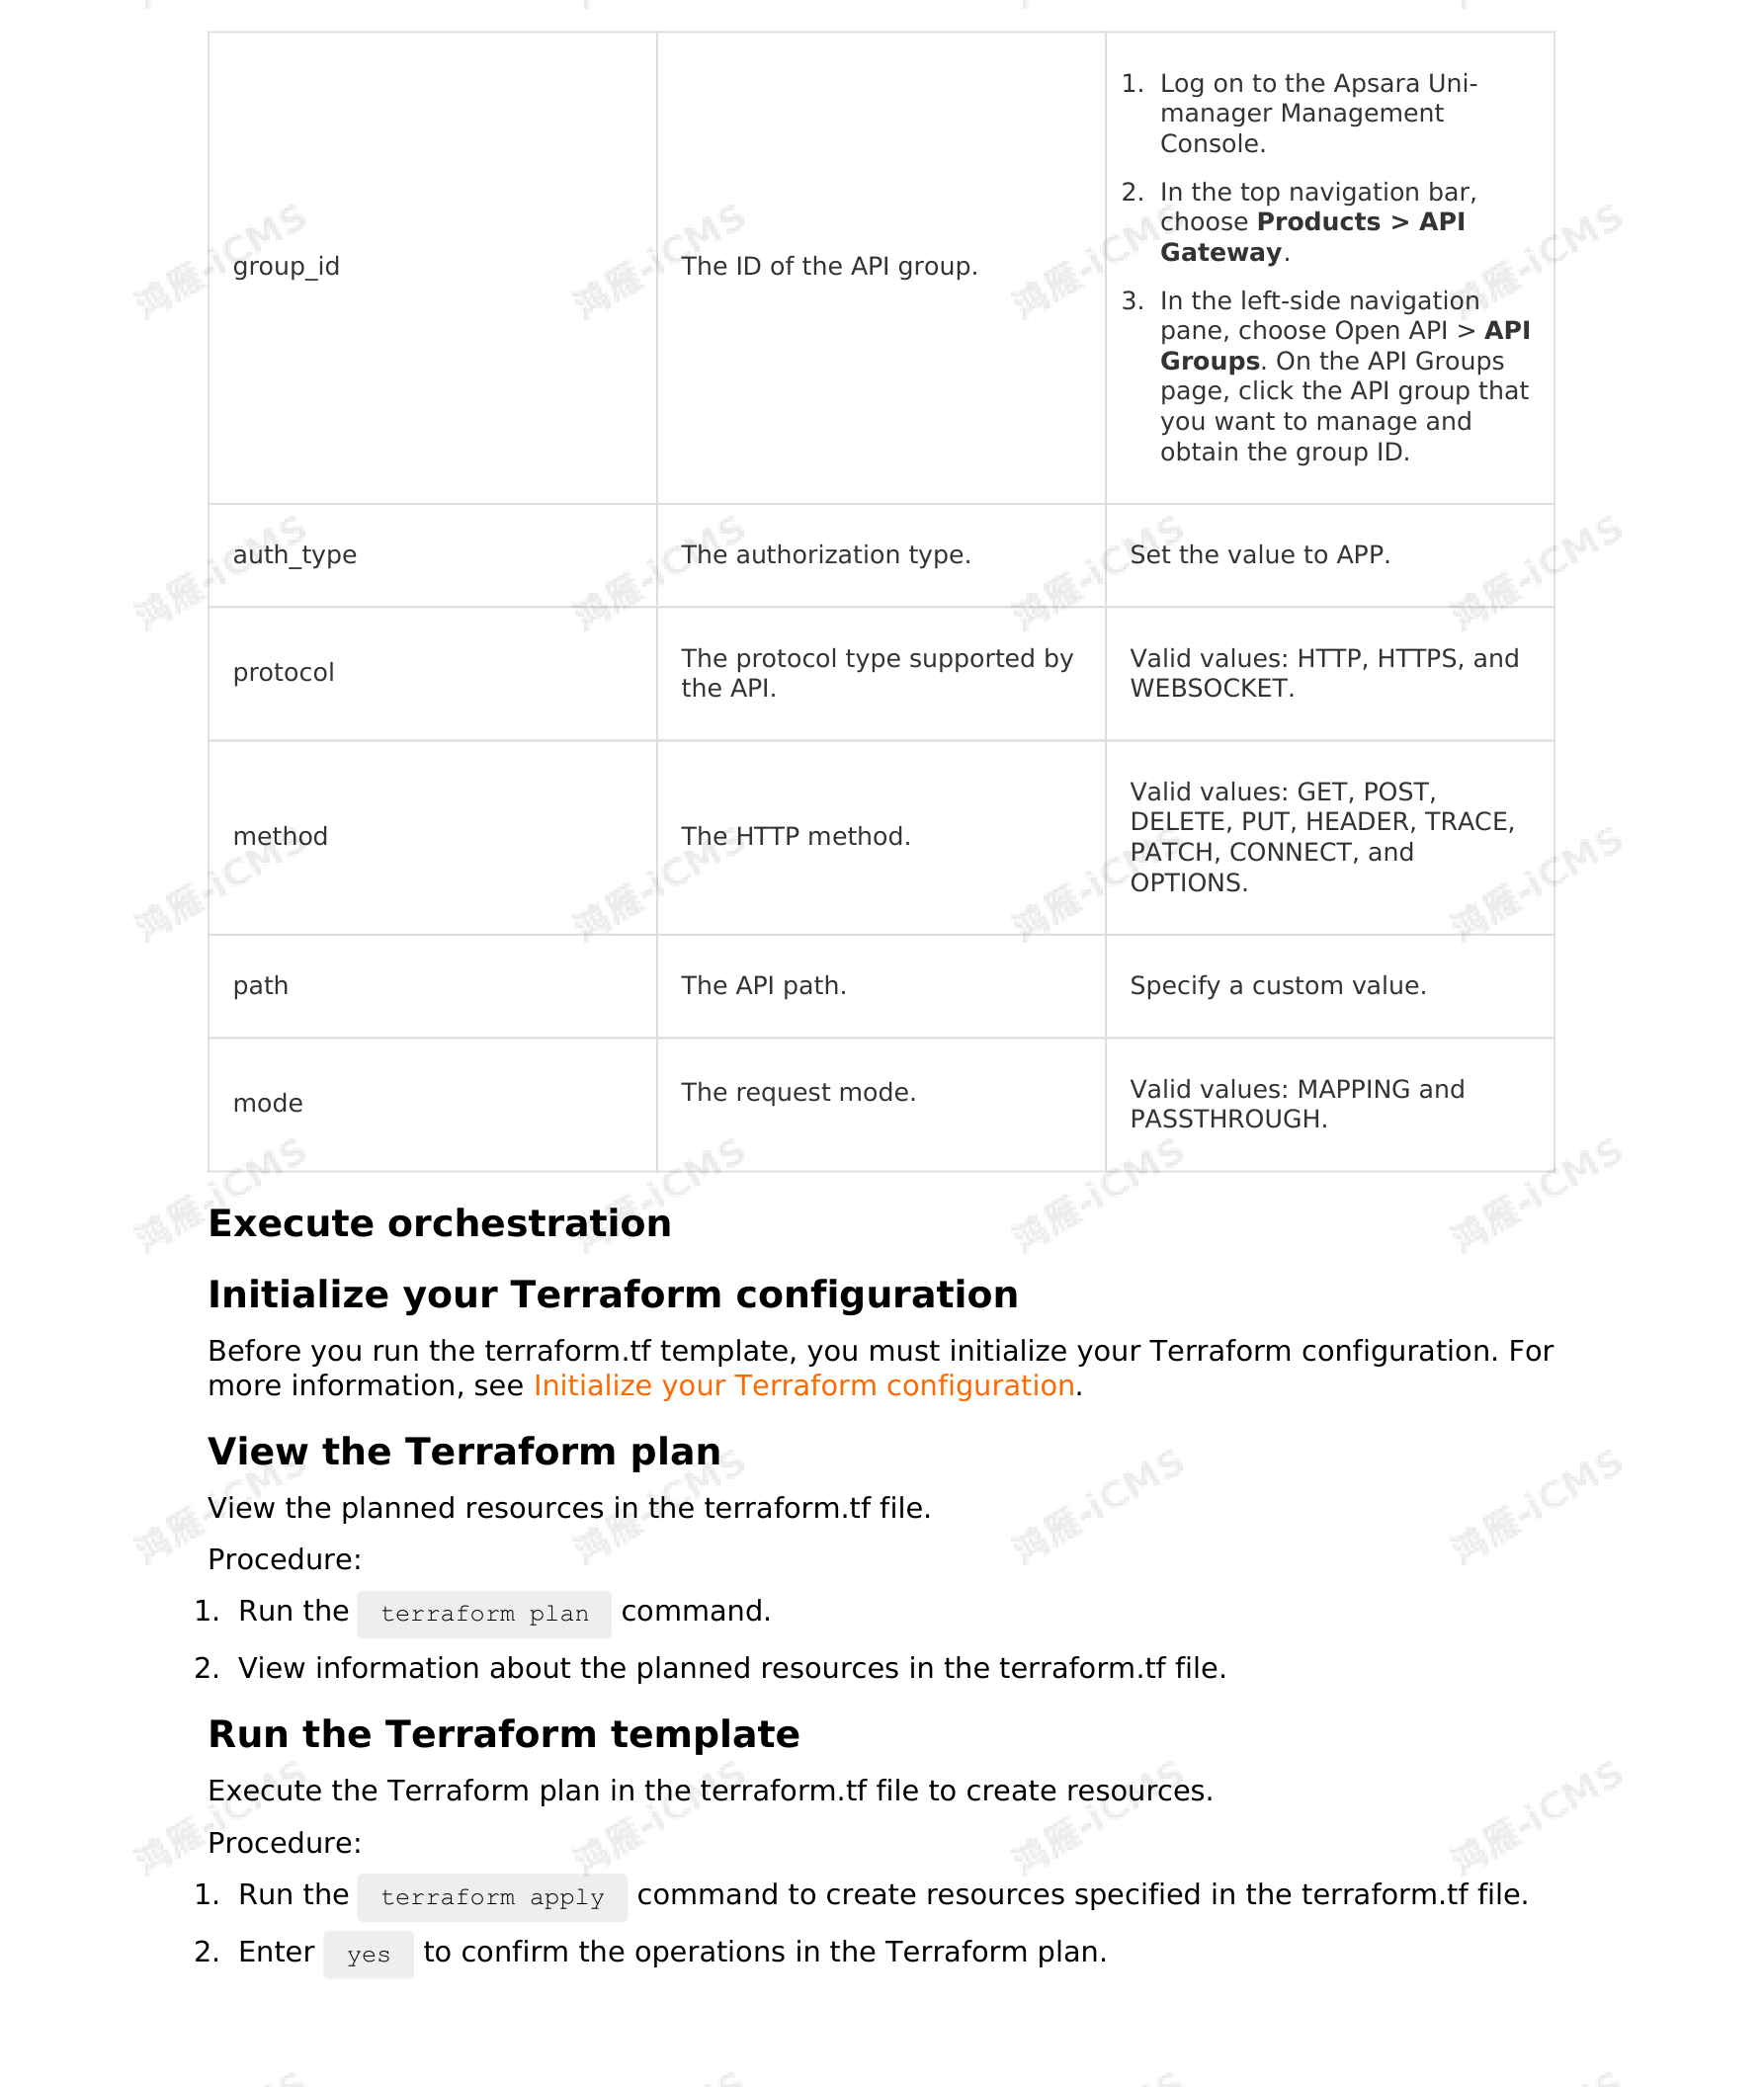 group_id
The ID of the API group.
1. Log on to the Apsara Uni-
manager Management
Console.
2. In the top navigation bar,
choose Products > API
Gateway.
3. In the left-side navigation
pane, choose Open API > API
Groups. On the API Groups
page, click the API group that
you want to manage and
obtain the group ID.
auth_type
The authorization type.
Set the value to APP.
protocol
The protocol type supported by
the API.
Valid values: HTTP, HTTPS, and
WEBSOCKET.
method
The HTTP method.
Valid values: GET, POST,
DELETE, PUT, HEADER, TRACE,
PATCH, CONNECT, and
OPTIONS.
path
The API path.
Specify a custom value.
mode
The request mode.
Valid values: MAPPING and
PASSTHROUGH.
Execute orchestration
Initialize your Terraform configuration
Before you run the terraform.tf template, you must initialize your Terraform configuration. For
more information, see Initialize your Terraform configuration.
View the Terraform plan
View the planned resources in the terraform.tf file.
Procedure:
1. Run the terraform plan command.
2. View information about the planned resources in the terraform.tf file.
Run the Terraform template
Execute the Terraform plan in the terraform.tf file to create resources.
Procedure:
1. Run the terraform apply command to create resources specified in the terraform.tf file.
2. Enter yes to confirm the operations in the Terraform plan.
鸿雁-iCMS